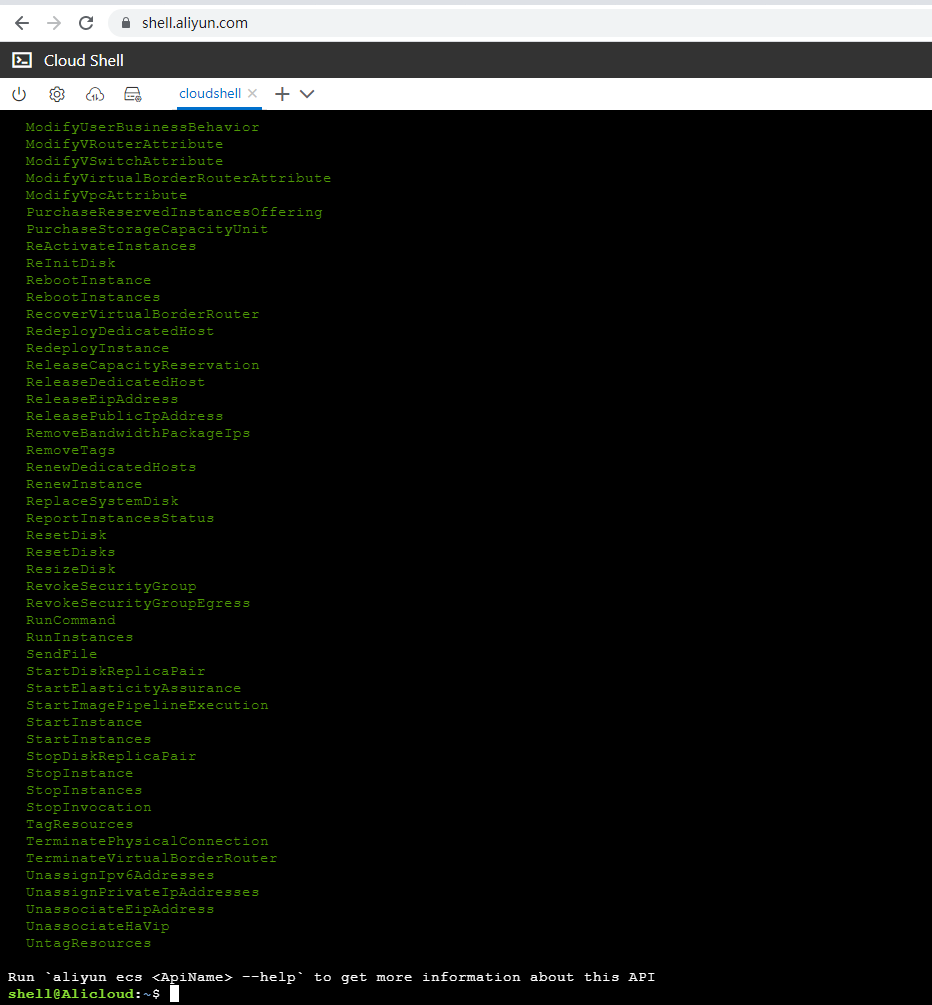 shell.aliyun.com
Cloud Shell
cloudshell
ModifyUserBusinessBehavior
ModifyVRouterAttribute
ModifyVSwitchAttribute
ModifyVirtualBorderRouterAttribute
ModifyVpcAttribute
PurchaseReservedInstancesOffering
PurchaseStorageCapacityUnit
ReActivateInstances
ReInitDisk
RebootInstance
RebootInstances
RecoverVirtualBorderRouter
RedeployDedicatedHost
RedeployInstance
ReleaseCapacityReservation
ReleaseDedicatedHost
ReleaseEipAddress
ReleasePublicIpAddress
RemoveBandwidthPackageIps
RemoveTags
RenewDedicatedHosts
RenewInstance
ReplaceSystemDisk
ReportInstancesStatus
ResetDisk
ResetDisks
ResizeDisk
RevokeSecurityGroup
RevokeSecurityGroupEgress
RunCommand
RunInstances
SendFile
StartDiskReplicaPair
StartElasticityAssurance
StartImagePipelineExecution
StartInstance
StartInstances
StopDiskReplicaPair
StopInstance
StopInstances
StopInvocation
TagResources
TerminatePhysicalConnection
TerminateVirtualBorderRouter
UnassignIpv6Addresses
UnassignPrivateIpAddresses
UnassociateEipAddress
UnassociateHaVip
UntagResources
Run `aliyun ecs <ApiName> --help` to get more information about this API
shell@Alicloud:~$